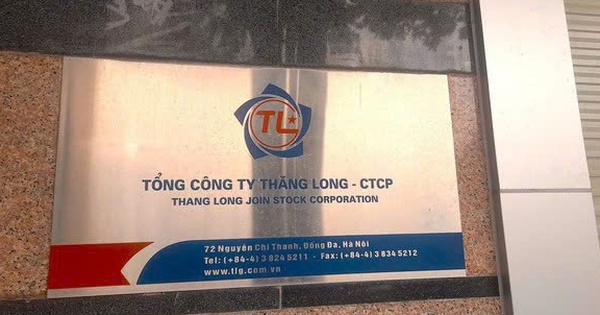 TL
TỔNG CÔNG TY THĂNG LONG - CTCP
THANG LONG JOIN STOCK CORPORATION
72 Nguyễn Chí Thanh, Đống Đa, Hà Nội
Tel: (+84-4) 3 824 5211 - Fax: (+84-4) 3 834 5212
www.tlg.com.vn